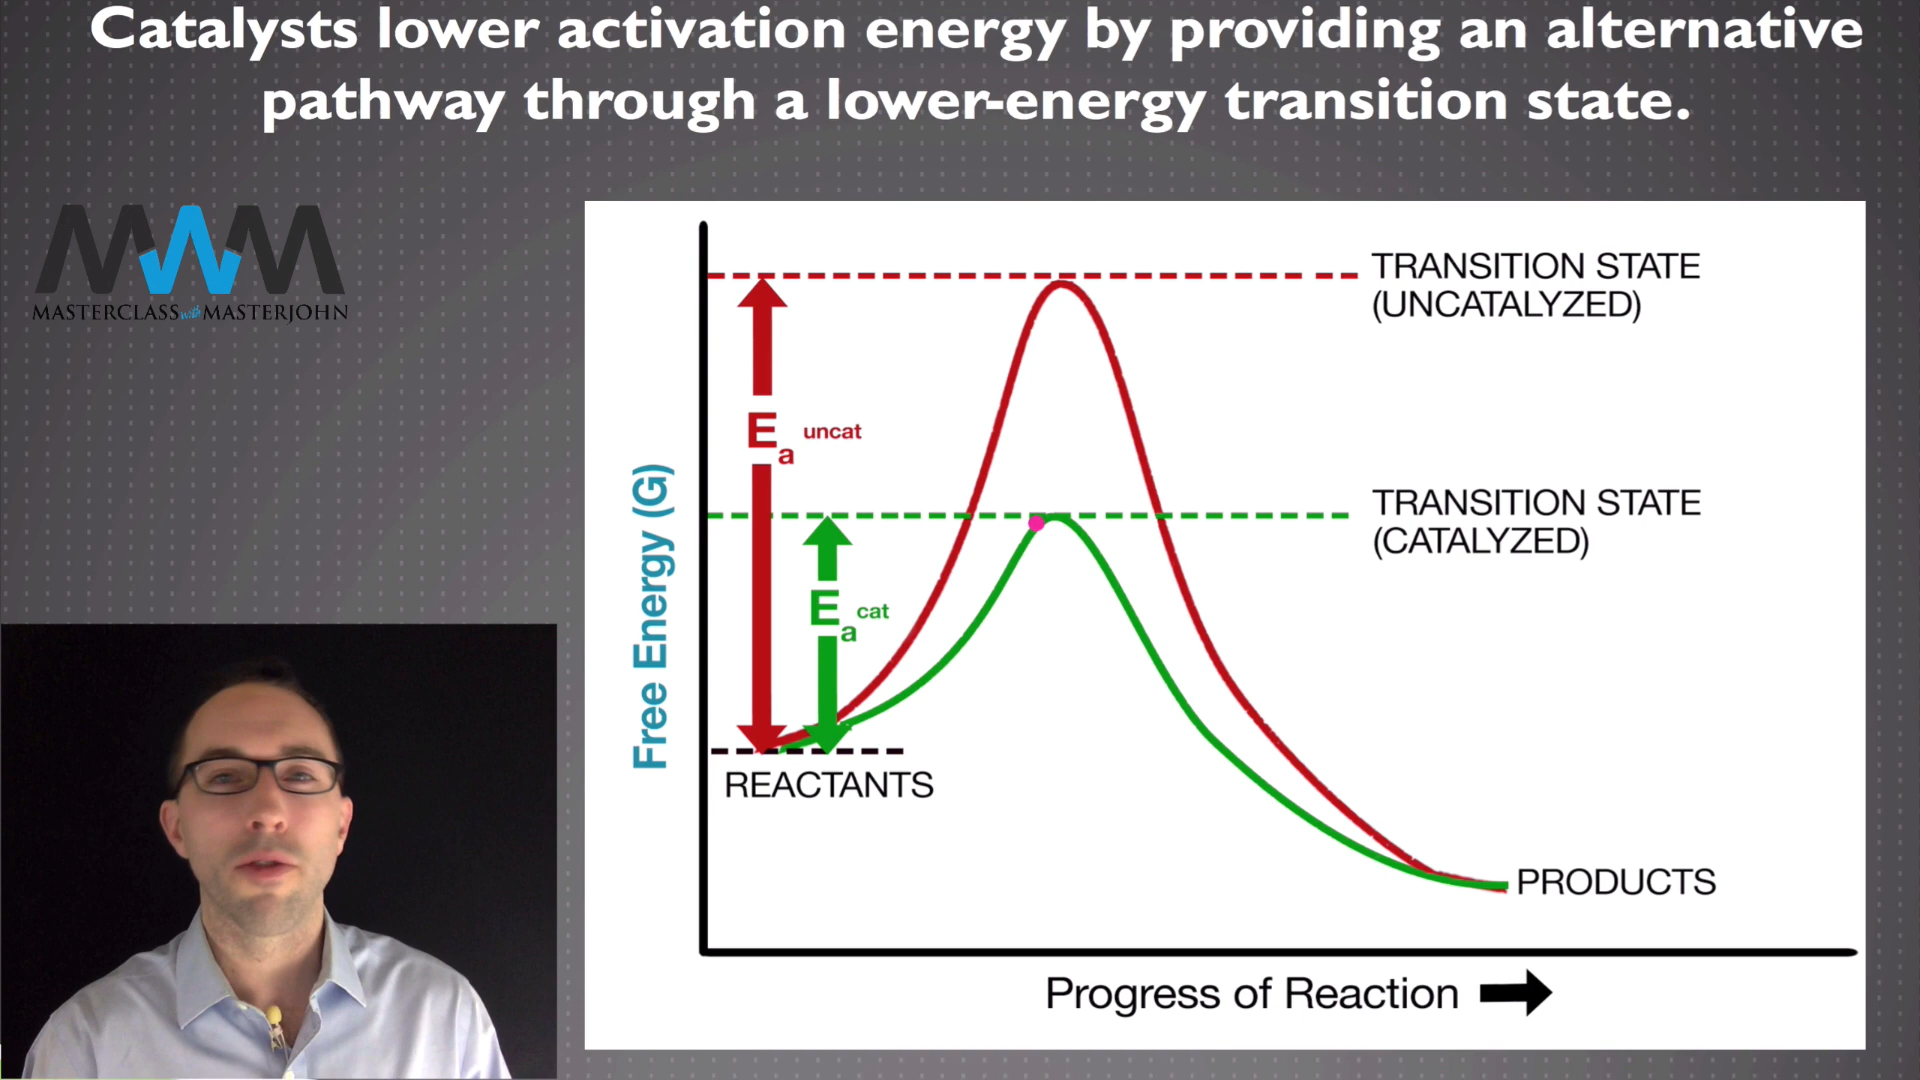 Catalysts lower activation energy by providing an alternative
pathway through a lower-energy transition state.
MWM
MASTERCLASS with MASTERJOHN
TRANSITION STATE
(UNCATALYZED)
E a uncat
TRANSITION STATE
(CATALYZED)
E a cat
Free Energy (G)
REACTANTS
PRODUCTS
Progress of Reaction